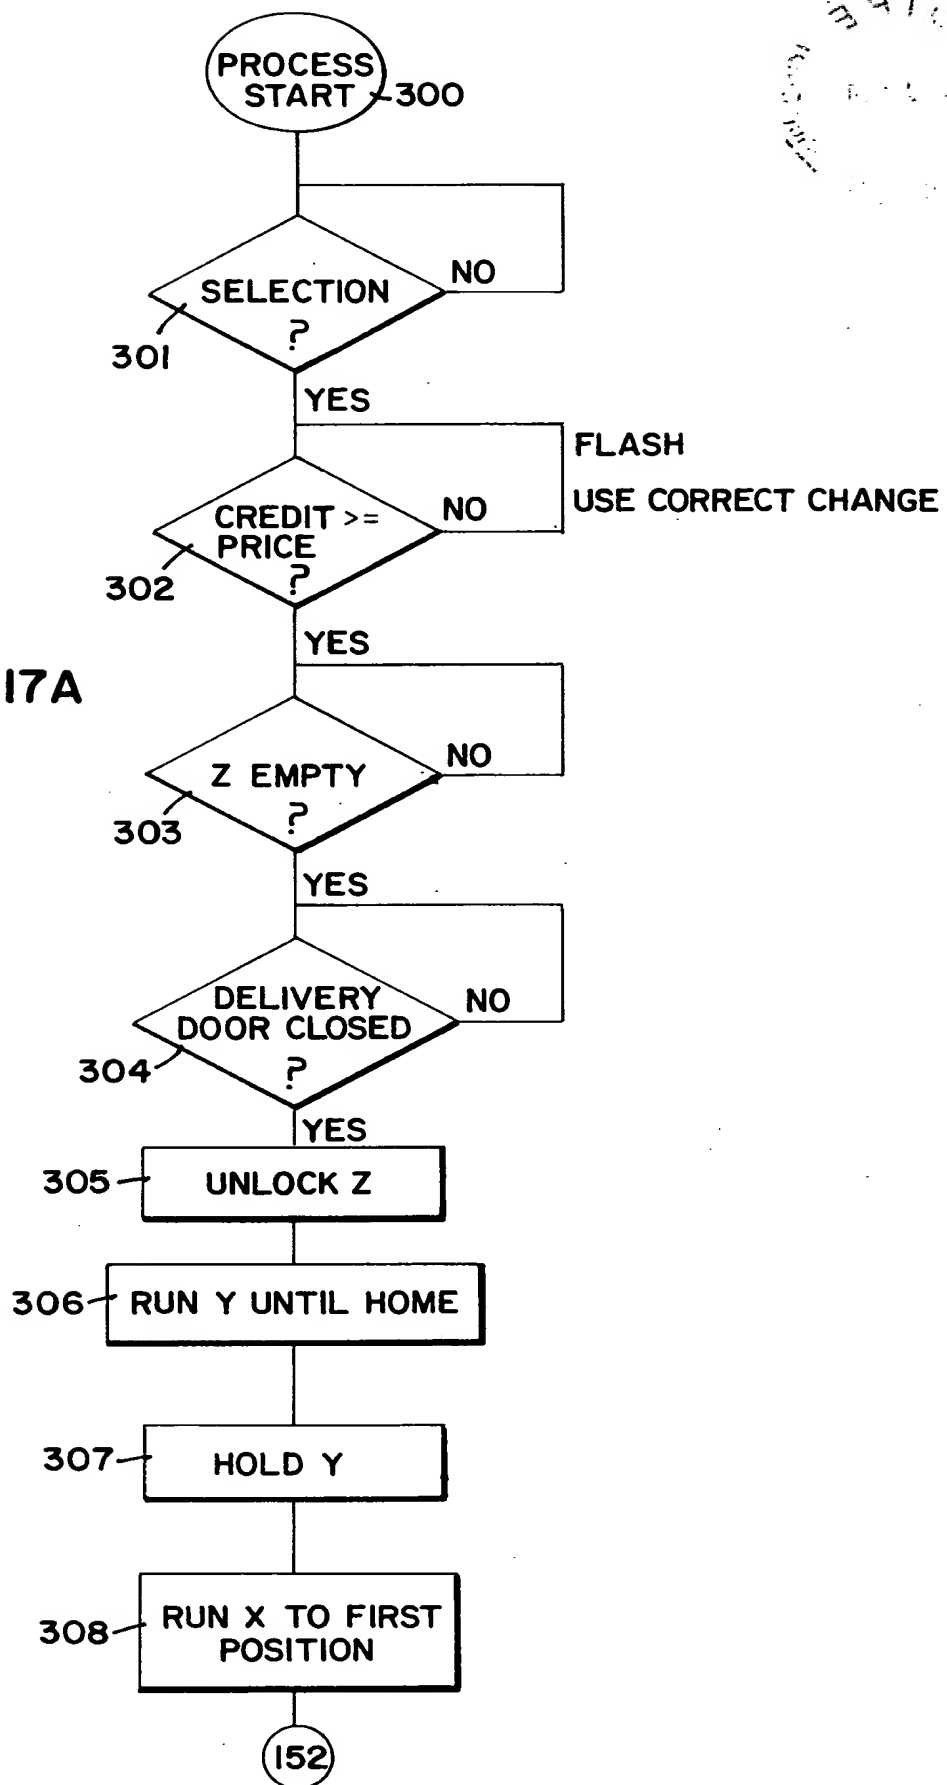 PROCESS
START
300
SELECTION
?
NO
301
YES
FLASH
USE CORRECT CHANGE
CREDIT >=
PRICE
?
NO
302
YES
17A
Z EMPTY
?
NO
303
YES
DELIVERY
DOOR CLOSED
?
NO
304
YES
305
UNLOCK Z
306
RUN Y UNTIL HOME
307
HOLD Y
308
RUN X TO FIRST
POSITION
152